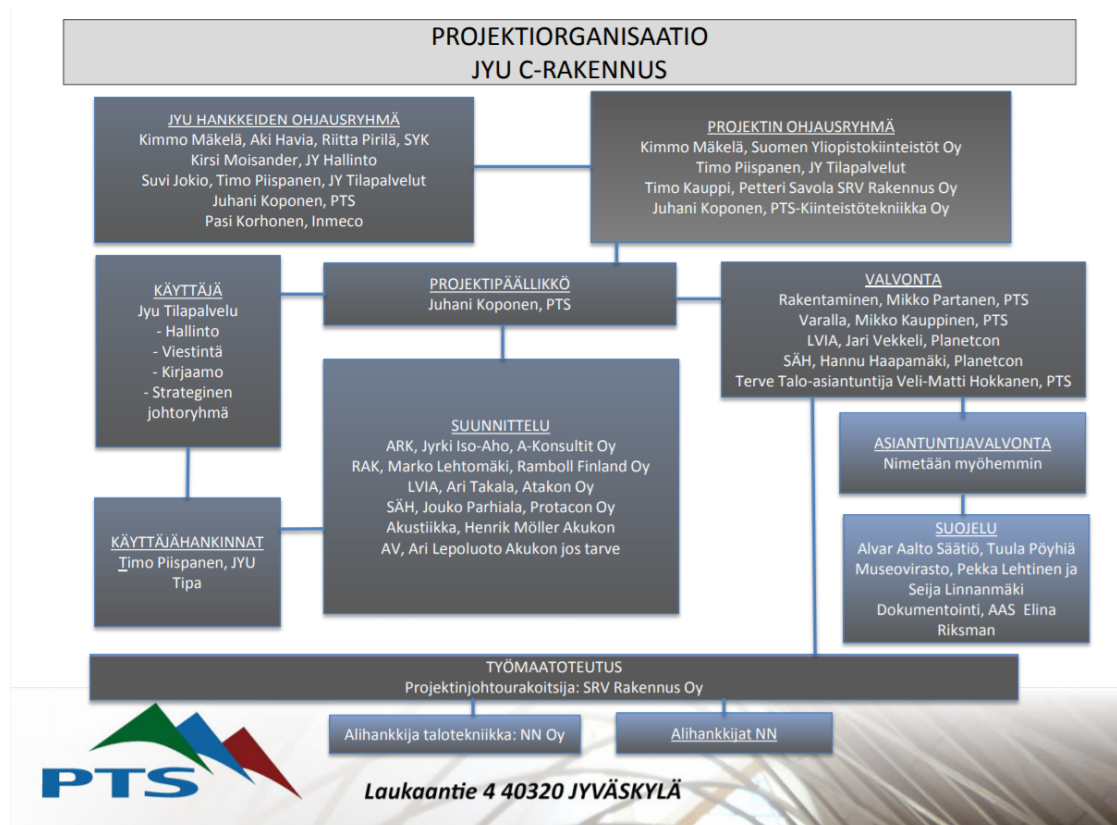 PROJEKTIORGANISAATIO
JYU C-RAKENNUS
JYU HANKKEIDEN OHJAUSRYHMÄ
Kimmo Mäkelä, Aki Havia, Riitta Pirilä, SYK
Kirsi Moisander, JY Hallinto
Suvi Jokio, Timo Piispanen, JY Tilapalvelut
Juhani Koponen, PTS
Pasi Korhonen, Inmeco
PROJEKTIN OHJAUSRYHMÄ
Kimmo Mäkelä, Suomen Yliopistokiinteistöt Oy
Timo Piispanen, JY Tilapalvelut
Timo Kauppi, Petteri Savola SRV Rakennus Oy
Juhani Koponen, PTS-Kiinteistötekniikka Oy
KÄYTTÄJÄ
Jyu Tilapalvelu
- Hallinto
- Viestintä
- Kirjaamo
- Strateginen
johtoryhmä
PROJEKTIPÄÄLLIKKÖ
Juhani Koponen, PTS
VALVONTA
Rakentaminen, Mikko Partanen, PTS
Varalla, Mikko Kauppinen, PTS
LVIA, Jari Vekkeli, Planetcon
SÄH, Hannu Haapamäki, Planetcon
Terve Talo-asiantuntija Veli-Matti Hokkanen, PTS
SUUNNITTELU
ARK, Jyrki Iso-Aho, A-Konsultit Oy
RAK, Marko Lehtomäki, Ramboll Finland Oy
LVIA, Ari Takala, Atakon Oy
SÄH, Jouko Parhiala, Protacon Oy
Akustiikka, Henrik Möller Akukon
AV, Ari Lepoluoto Akukon jos tarve
ASIANTUNTIJAVALVONTA
Nimetään myöhemmin
KÄYTTÄJÄHANKINNAT
Timo Piispanen, JYU
Tipa
SUOJELU
Alvar Aalto Säätiö, Tuula Pöyhiä
Museovirasto, Pekka Lehtinen ja
Seija Linnanmäki
Dokumentointi, AAS Elina
Riksman
TYÖMAATOTEUTUS
Projektinjohtourakoitsija: SRV Rakennus Oy
Alihankkija talotekniikka: NN Oy
Alihankkijat NN
PTS
Laukaantie 4 40320 JYVÄSKYLÄ